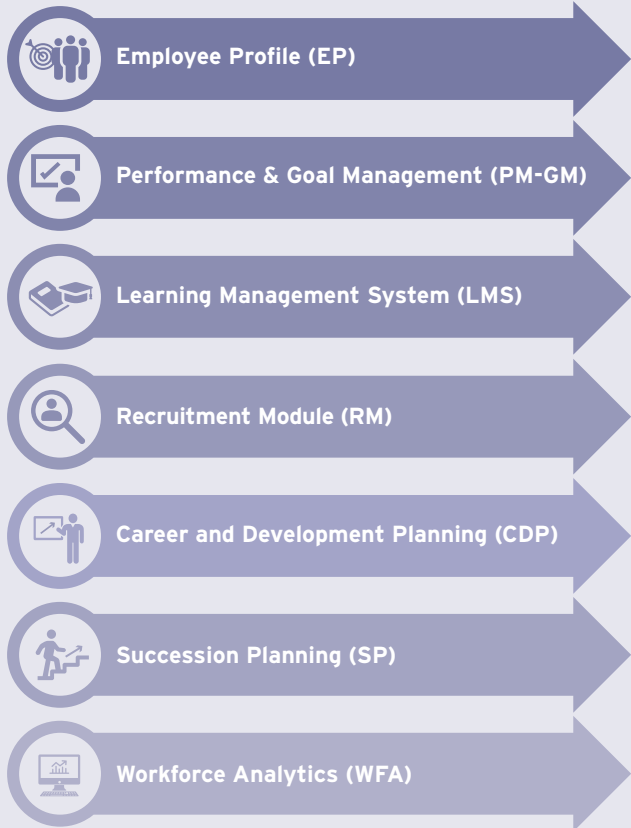 Employee Profile (EP)
Performance & Goal Management (PM-GM)
Learning Management System (LMS)
Recruitment Module (RM)
Career and Development Planning (CDP)
Succession Planning (SP)
Workforce Analytics (WFA)